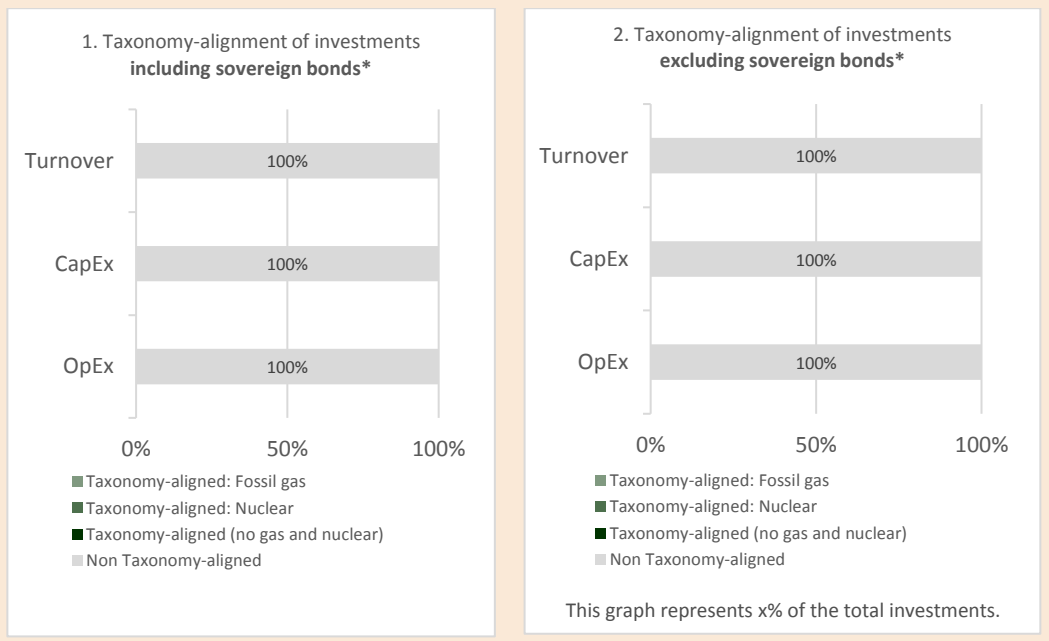 1. Taxonomy-alignment of investments
including sovereign bonds*
Turnover
100%
CapEx
100%
OpEx
100%
0% 50% 100%
Taxonomy-aligned: Fossil gas
Taxonomy-aligned: Nuclear
Taxonomy-aligned (no gas and nuclear)
Non Taxonomy-aligned
2. Taxonomy-alignment of investments
excluding sovereign bonds*
Turnover
100%
CapEx
100%
OpEx
100%
0% 50% 100%
Taxonomy-aligned: Fossil gas
Taxonomy-aligned: Nuclear
Taxonomy-aligned (no gas and nuclear)
Non Taxonomy-aligned
This graph represents x% of the total investments.